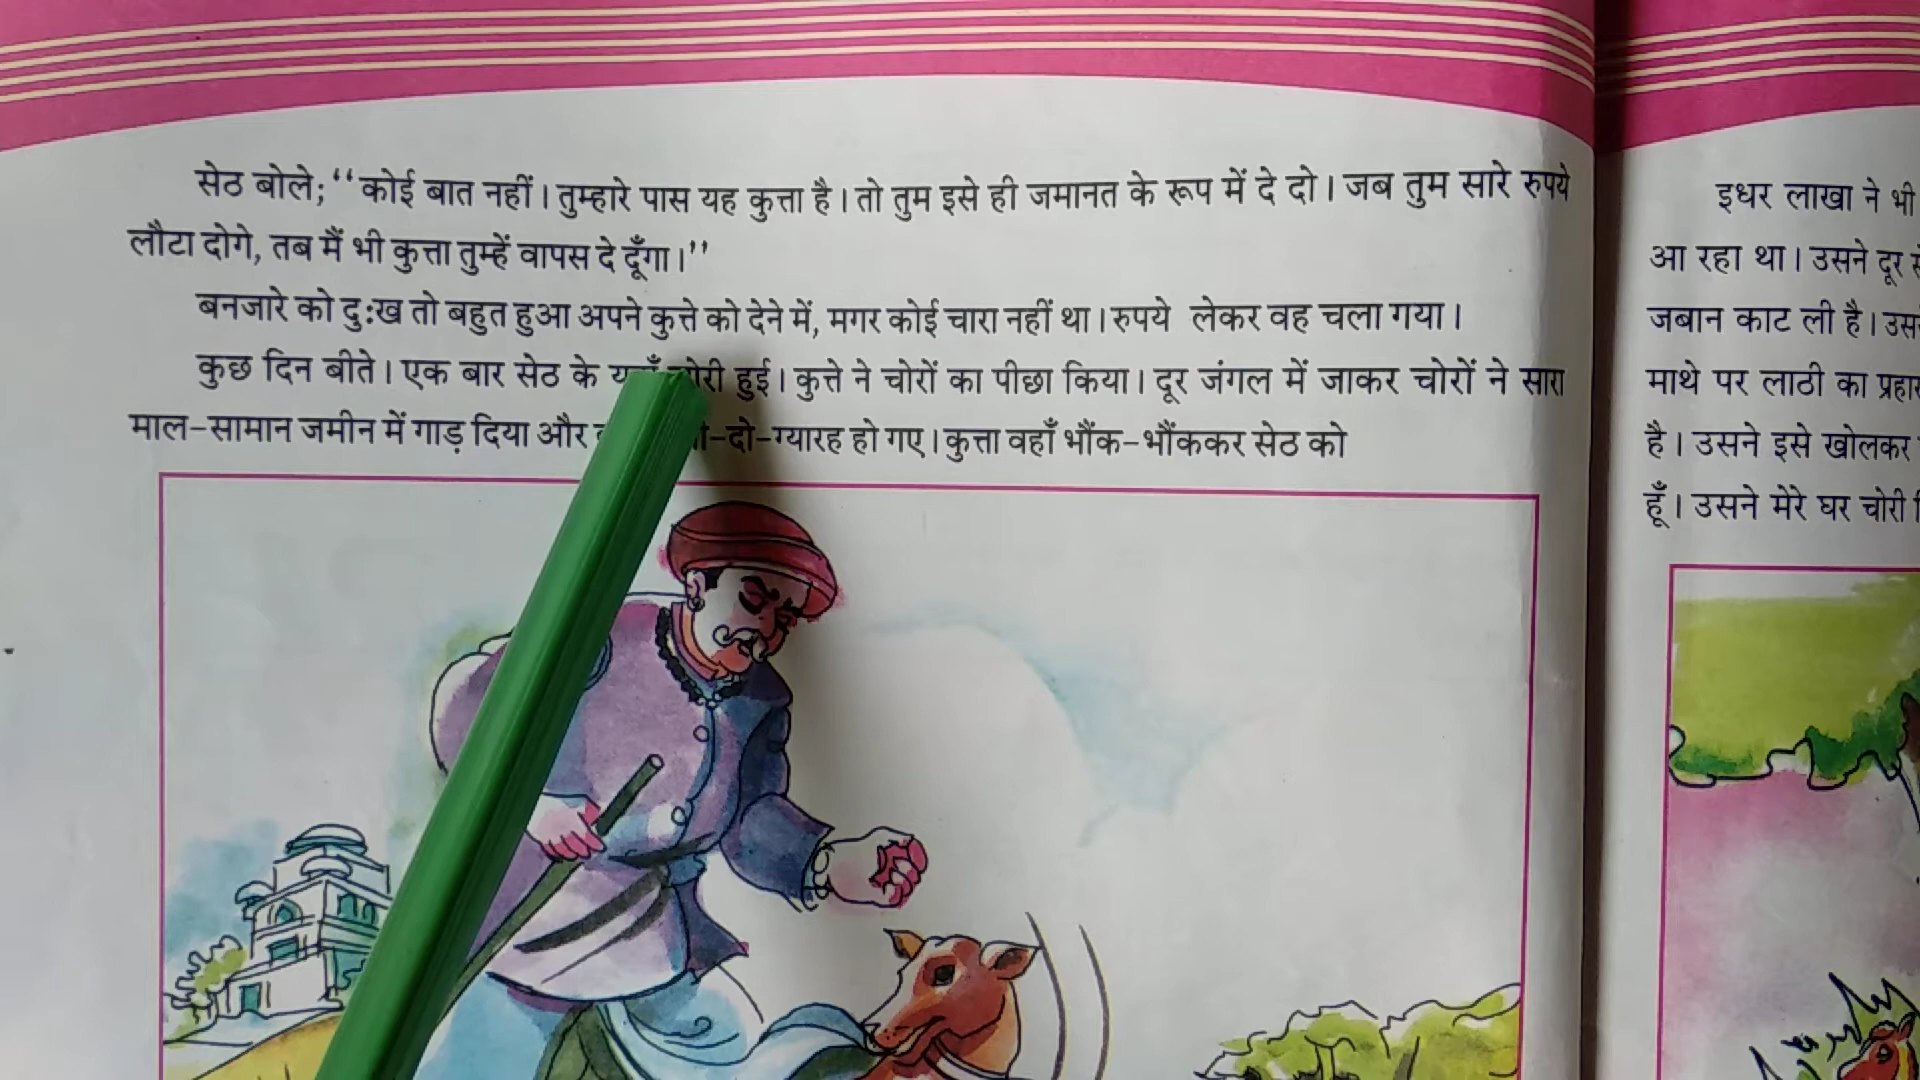 सेठ बोले; ‘‘कोई बात नहीं। तुम्हारे पास यह कुत्ता है। तो तुम इसे ही जमानत के रूप में दे दो। जब तुम सारे रुपये
लौटा दोगे, तब मैं भी कुत्ता तुम्हें वापस दे दूँगा।’’
बनजारे को दुःख तो बहुत हुआ अपने कुत्ते को देने में, मगर कोई चारा नहीं था। रुपये लेकर वह चला गया।
कुछ दिन बीते। एक बार सेठ के हुई। कुत्ते ने चोरों का पीछा किया। दूर जंगल में जाकर चोरों ने सारा
माल-सामान जमीन में गाड़ दिया और दो-ग्यारह हो गए। कुत्ता वहाँ भौंक-भौंककर सेठ को
इधर लाखा ने भी
आ रहा था। उसने दूर
जबान काट ली है।
माथे पर लाठी का
है। उसने इसे खोलकर
हूँ। उसने मेरे घर चोरी